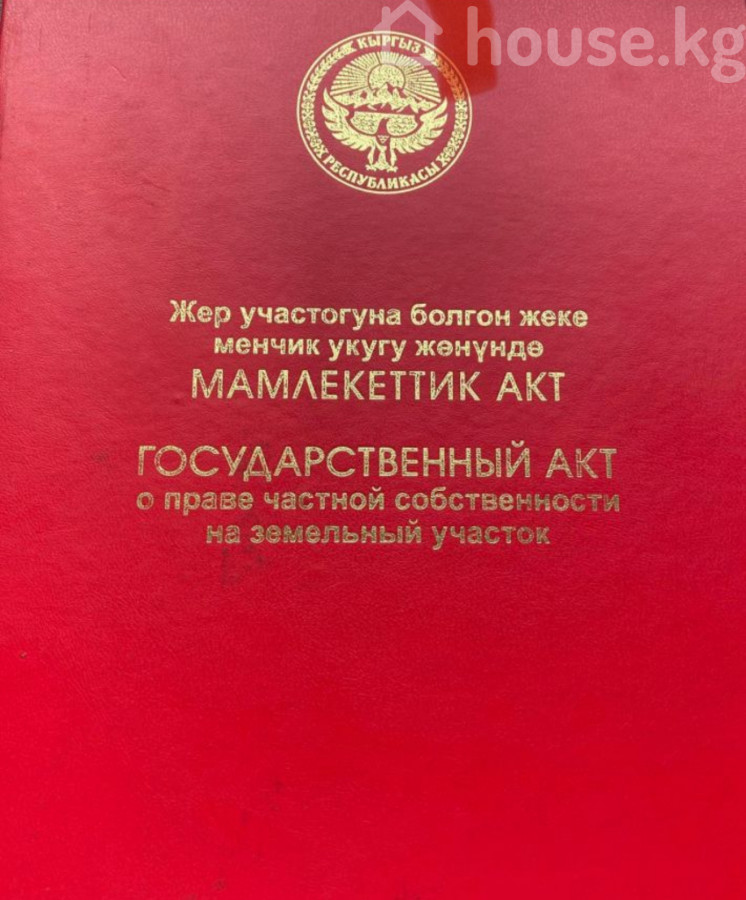 house.kg
КЫРГЫЗ
РЕСПУБЛИКАСЫ
Жер участогуна болгон жеке
менчик укугу жөнүндө
МАМЛЕКЕТТИК АКТ
ГОСУДАРСТВЕННЫЙ АКТ
о праве частной собственности
на земельный участок